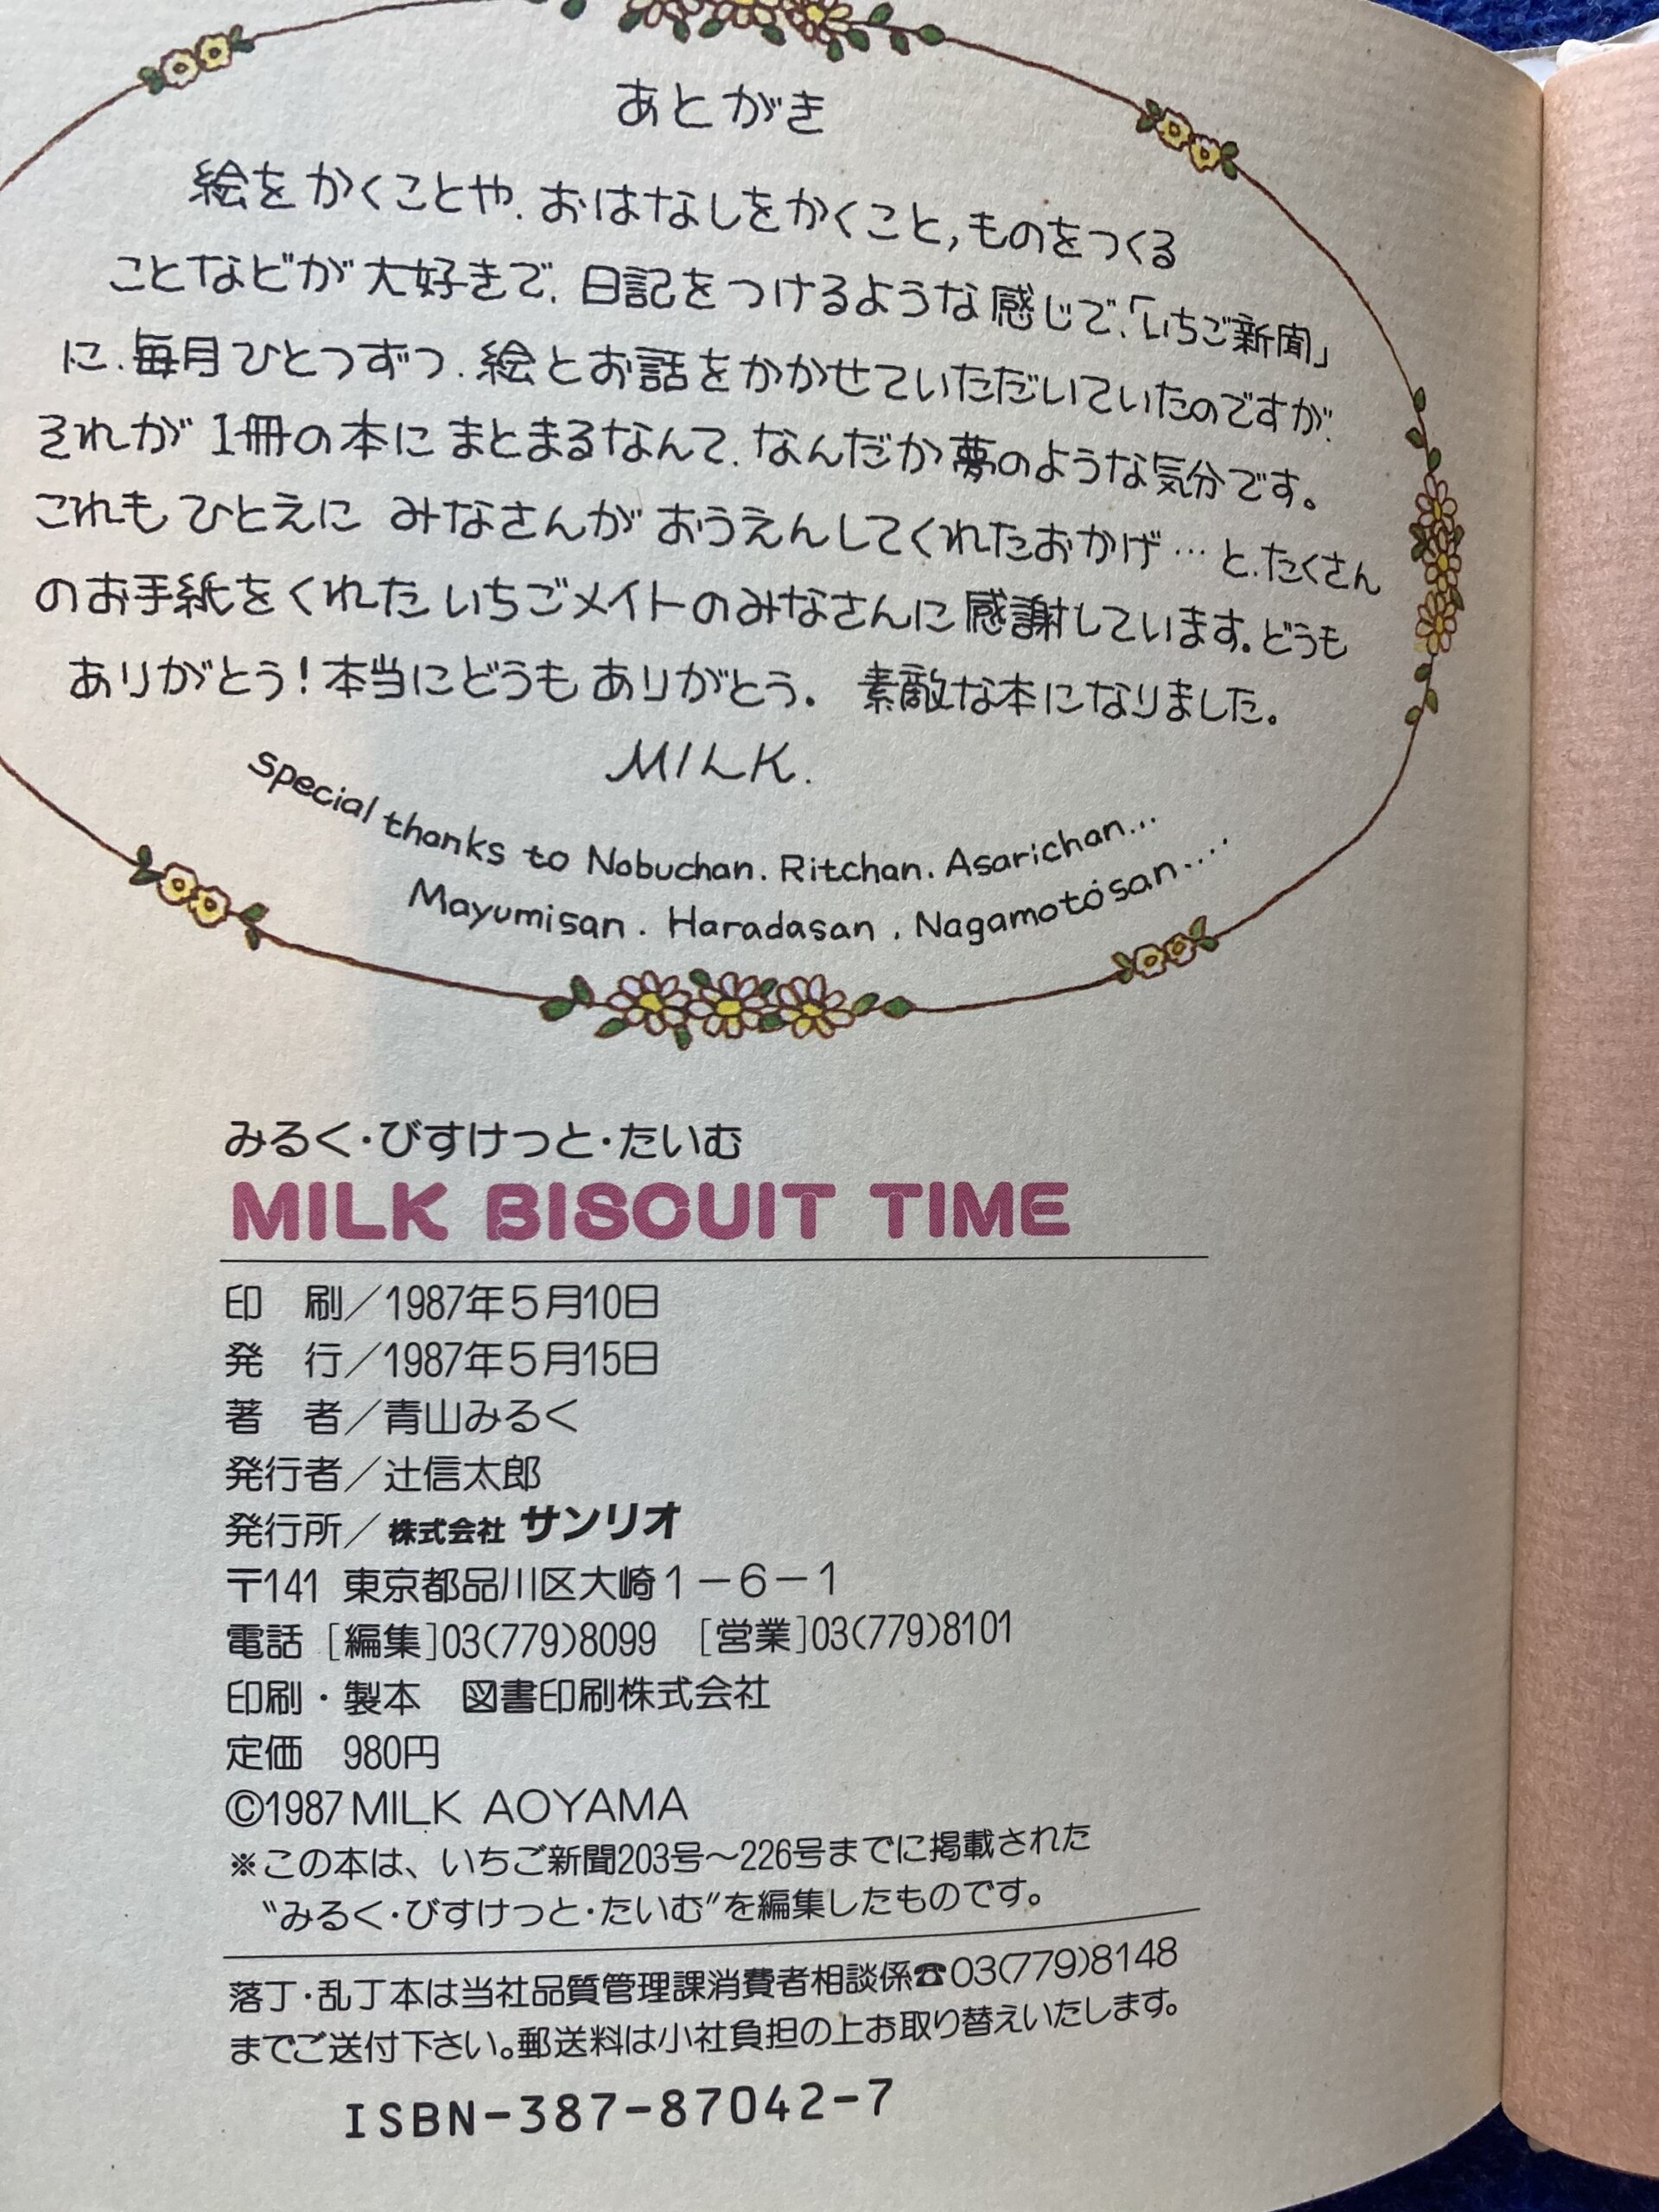 あとがき
絵をかくことや、おはなしをかくこと,ものをつくる
ことなどが大好きで、日記をつけるような感じで、「いちご新聞」
に、毎月ひとつずつ、絵とお話をかかせていただいていたのですが、
それが1冊の本にまとまるなんて、なんだか夢のような気分です。
これもひとえに みなさんがおうえんしてくれたおかげ…と、たくさん
のお手紙をくれたいちごメイトのみなさんに感謝しています。どうも
ありがとう!本当にどうもありがとう。 素敵な本になりました。
MILK.
Special thanks to Nobuchan. Ritchan. Asarichan...
Mayumisan. Haradasan. Nagamotosan....
みるく・びすけっと・たいむ
MILK BISCUIT TIME
印 刷／1987年5月10日
発 行／1987年5月15日
著 者／青山みるく
発行者／辻信太郎
発行所／株式会社 サンリオ
〒141 東京都品川区大崎1−6−1
電話 [編集]03(779)8099 [営業]03(779)8101
印刷・製本 図書印刷株式会社
定価 980円
©1987 MILK AOYAMA
※この本は、いちご新聞203号〜226号までに掲載された
“みるく・びすけっと・たいむ”を編集したものです。
落丁・乱丁本は当社品質管理課消費者相談係☎03(779)8148
までご送付下さい。郵送料は小社負担の上お取り替えいたします。
ISBN-387-87042-7